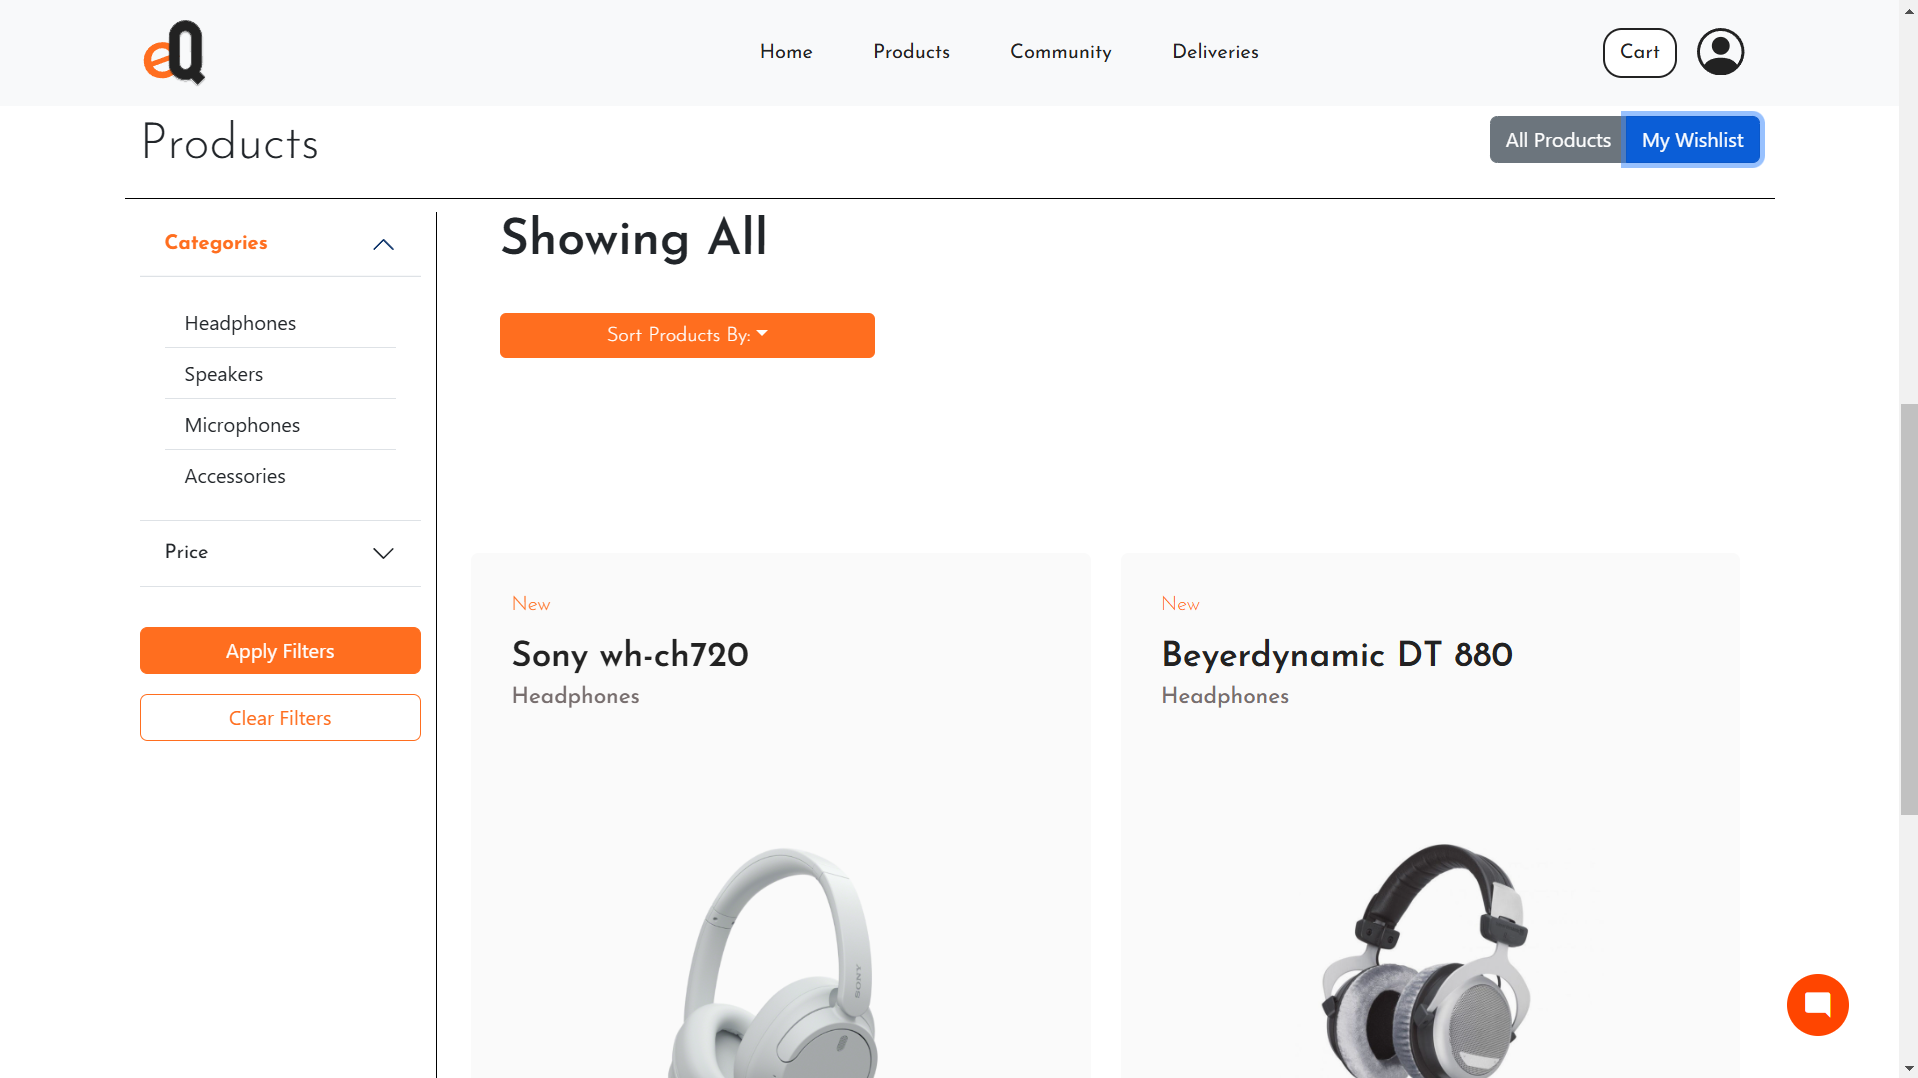 eQ
Home
Products
Community
Deliveries
Cart
Products
All Products
My Wishlist
Categories
Headphones
Speakers
Microphones
Accessories
Price
Apply Filters
Clear Filters
Showing All
Sort Products By:
New
Sony wh-ch720
Headphones
SONY
New
Beyerdynamic DT 880
Headphones